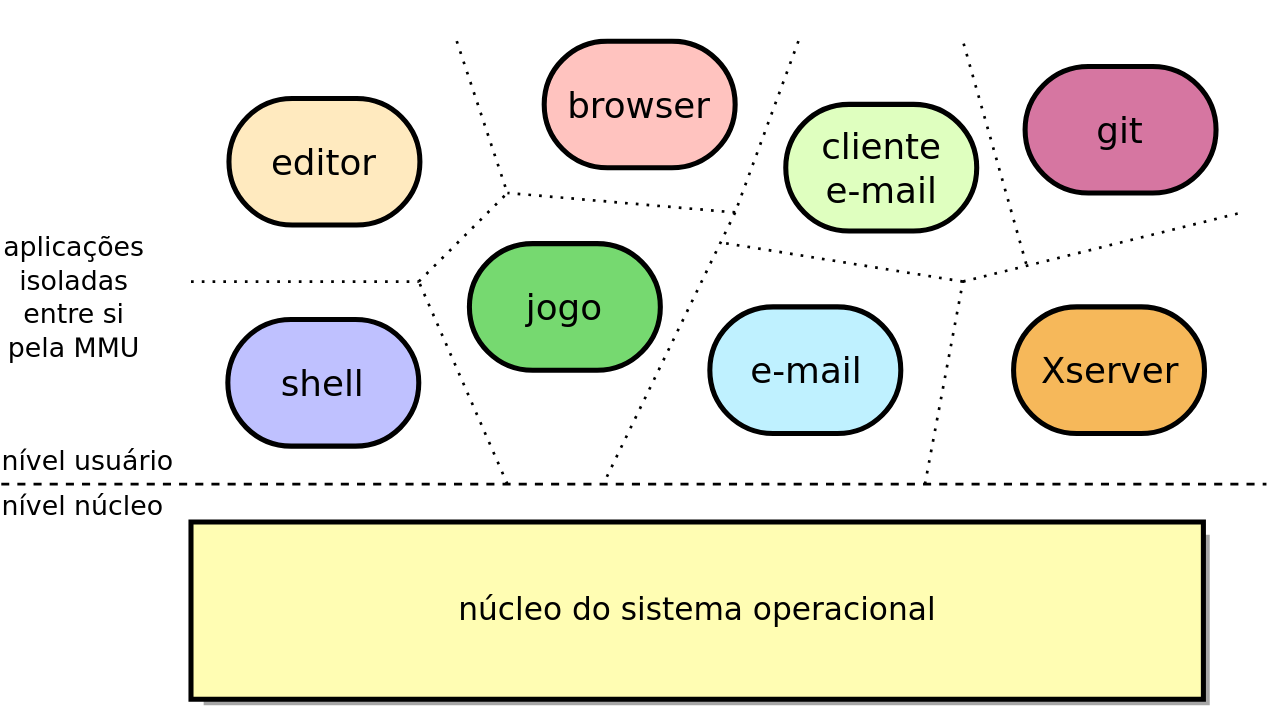 browser
editor
cliente
e-mail
git
aplicações
isoladas
entre si
pela MMU
jogo
shell
e-mail
Xserver
nível usuário
nível núcleo
núcleo do sistema operacional